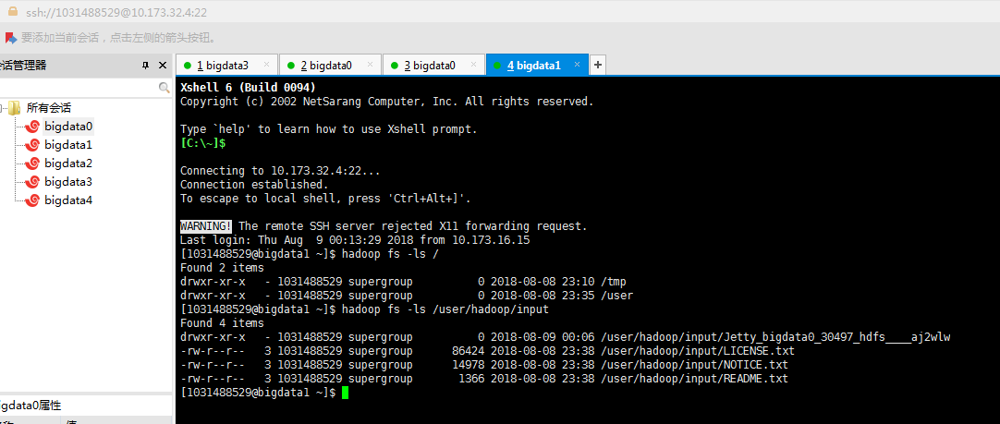 ssh://1031488529@10.173.32.4:22
要添加当前会话，点击左侧的箭头按钮。
话管理器
1 bigdata3
2 bigdata0
3 bigdata0
4 bigdata1
所有会话
bigdata0
bigdata1
bigdata2
bigdata3
bigdata4
Xshell 6 (Build 0094)
Copyright (c) 2002 NetSarang Computer, Inc. All rights reserved.
Type `help' to learn how to use Xshell prompt.
[C:\~]$
Connecting to 10.173.32.4:22...
Connection established.
To escape to local shell, press 'Ctrl+Alt+]'.
WARNING! The remote SSH server rejected X11 forwarding request.
Last login: Thu Aug  9 00:13:29 2018 from 10.173.16.15
[1031488529@bigdata1 ~]$ hadoop fs -ls /
Found 2 items
drwxr-xr-x   - 1031488529 supergroup          0 2018-08-08 23:10 /tmp
drwxr-xr-x   - 1031488529 supergroup          0 2018-08-08 23:35 /user
[1031488529@bigdata1 ~]$ hadoop fs -ls /user/hadoop/input
Found 4 items
drwxr-xr-x   - 1031488529 supergroup          0 2018-08-09 00:06 /user/hadoop/input/Jetty_bigdata0_30497_hdfs____aj2wlw
-rw-r--r--   3 1031488529 supergroup      86424 2018-08-08 23:38 /user/hadoop/input/LICENSE.txt
-rw-r--r--   3 1031488529 supergroup      14978 2018-08-08 23:38 /user/hadoop/input/NOTICE.txt
-rw-r--r--   3 1031488529 supergroup       1366 2018-08-08 23:38 /user/hadoop/input/README.txt
[1031488529@bigdata1 ~]$
igdata0属性